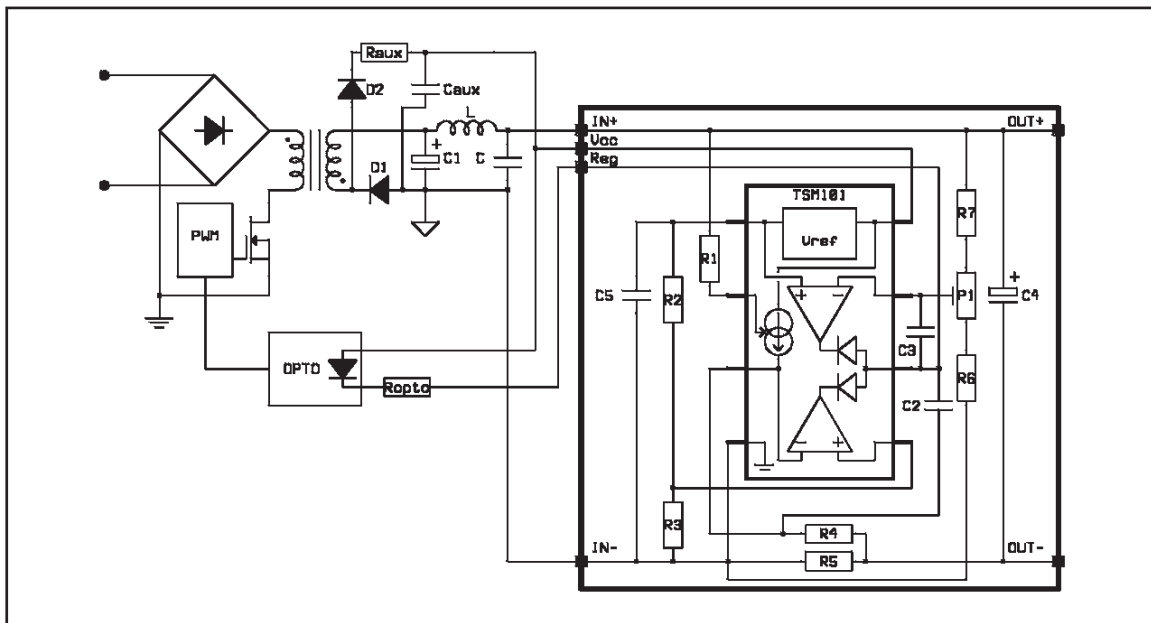 Raux
D2
Caux
L
IN+
OUT+
Vcc
+
C1
C
Reg
D1
TSM101
R7
PWM
Vref
R1
+
C5
R2
+
-
P1
C4
C3
OPTO
R6
Ropto
C2
-
+
R3
R4
IN-
OUT-
R5